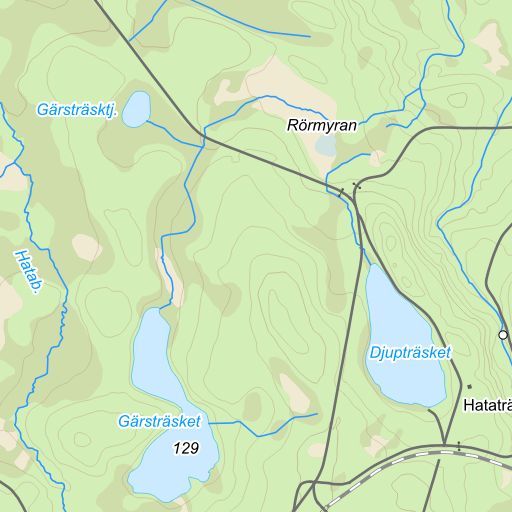 Gärsträsktj.
Rörmyran
Hatab.
Djupträsket
Hataträ
Gärsträsket
129